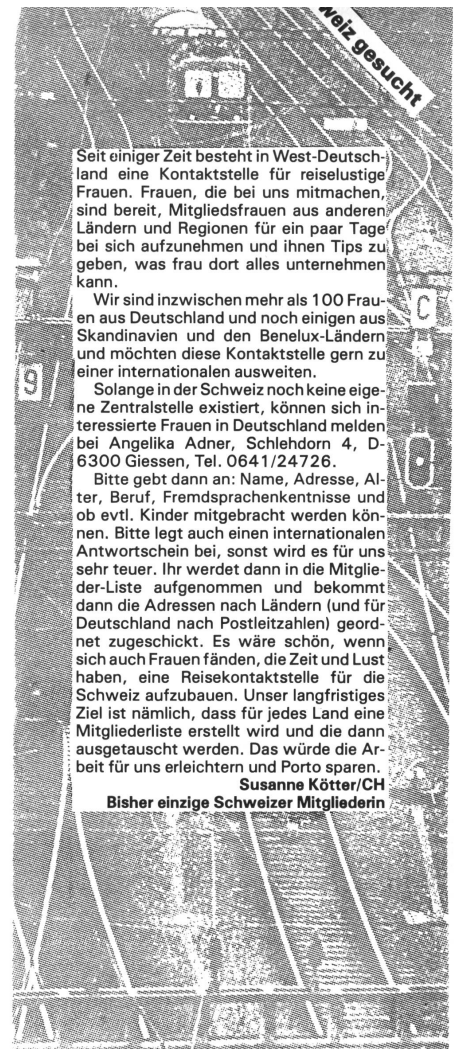 weiz gesucht
Seit einiger Zeit besteht in West-Deutsch-
land eine Kontaktstelle für reiselustige
Frauen. Frauen, die bei uns mitmachen,
sind bereit, Mitgliedsfrauen aus anderen
Ländern und Regionen für ein paar Tage
bei sich aufzunehmen und ihnen Tips zu
geben, was frau dort alles unternehmen
kann.
Wir sind inzwischen mehr als 100 Frau-
en aus Deutschland und noch einigen aus
Skandinavien und den Benelux-Ländern
und möchten diese Kontaktstelle gern zu
einer internationalen ausweiten.
Solange in der Schweiz noch keine eige-
ne Zentralstelle existiert, können sich in-
teressierte Frauen in Deutschland melden
bei Angelika Adner, Schlehdorn 4, D-
6300 Giessen, Tel. 0641/24726.
Bitte gebt dann an: Name, Adresse, Al-
ter, Beruf, Fremdsprachenkentnisse und
ob evtl. Kinder mitgebracht werden kön-
nen. Bitte legt auch einen internationalen
Antwortschein bei, sonst wird es für uns
sehr teuer. Ihr werdet dann in die Mitglie-
der-Liste aufgenommen und bekommt
dann die Adressen nach Ländern (und für
Deutschland nach Postleitzahlen) geord-
net zugeschickt. Es wäre schön, wenn
sich auch Frauen fänden, die Zeit und Lust
haben, eine Reisekontaktstelle für die
Schweiz aufzubauen. Unser langfristiges
Ziel ist nämlich, dass für jedes Land eine
Mitgliederliste erstellt wird und die dann
ausgetauscht werden. Das würde die Ar-
beit für uns erleichtern und Porto sparen.
Susanne Kötter/CH
Bisher einzige Schweizer Mitgliederin
C
9